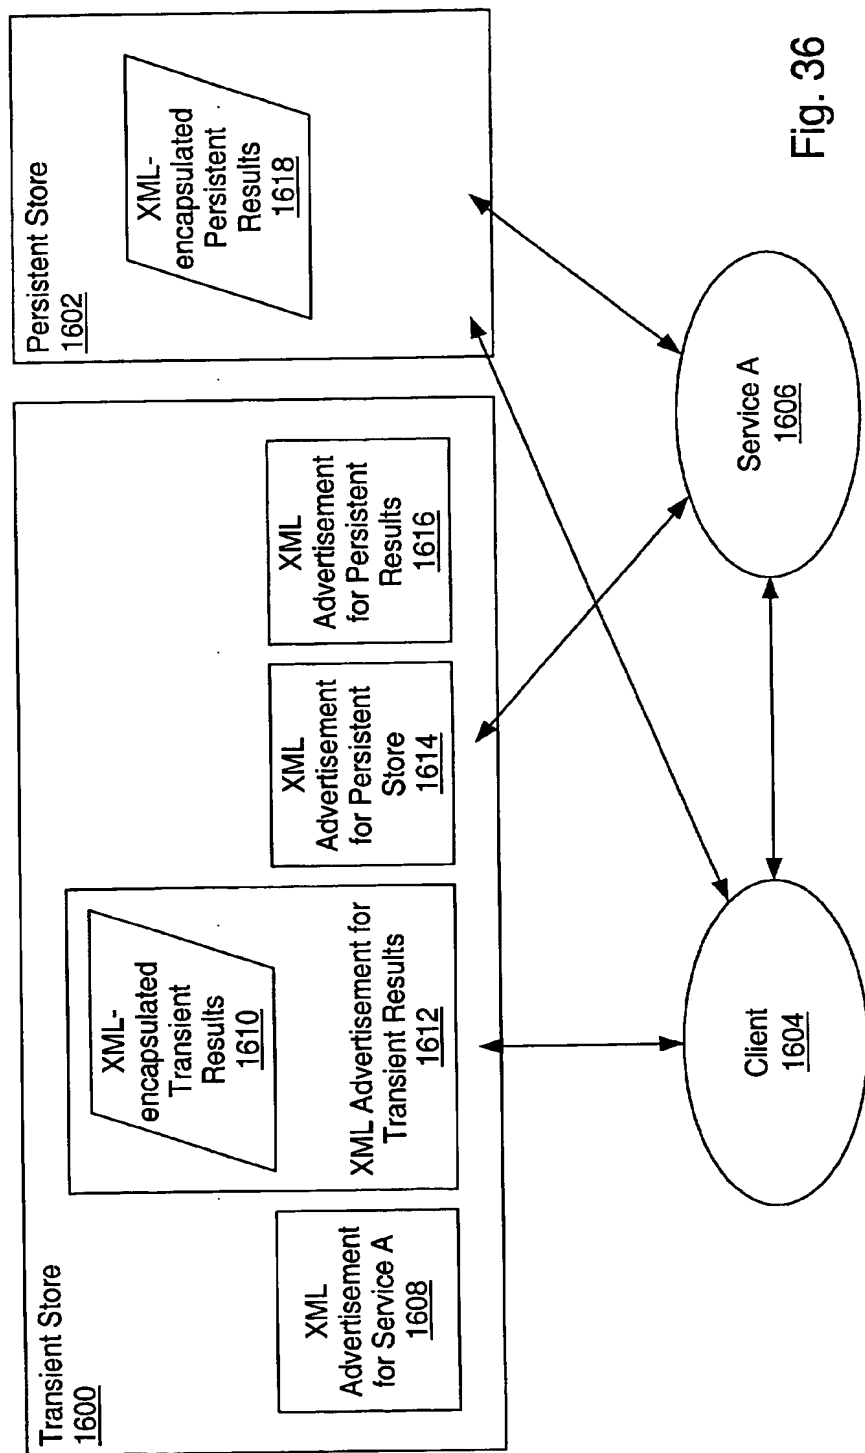 Transient Store
1600
XML
Advertisement
for Service A
1608
XML-
encapsulated
Transient
Results
1610
XML Advertisement for
Transient Results
1612
XML
Advertisement
for Persistent
Store
1614
XML
Advertisement
for Persistent
Results
1616
Persistent Store
1602
XML-
encapsulated
Persistent
Results
1618
Client
1604
Service A
1606
Fig. 36